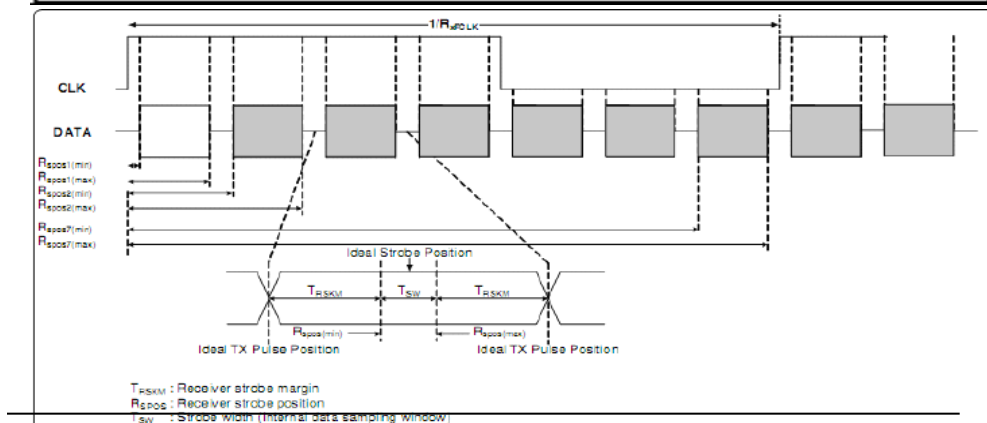 1/RxFCLK
CLK
DATA
Rspos1(min)
Rspos1(max)
Rspos2(min)
Rspos2(max)
Rspos7(min)
Rspos7(max)
Ideal Strobe Position
TRSKM TSW TRSKM
Rspos(min) Rspos(max)
Ideal TX Pulse Position Ideal TX Pulse Position
TRSKM : Receiver strobe margin
RSPOS : Receiver strobe position
TSW : Strobe width (Internal data sampling window)